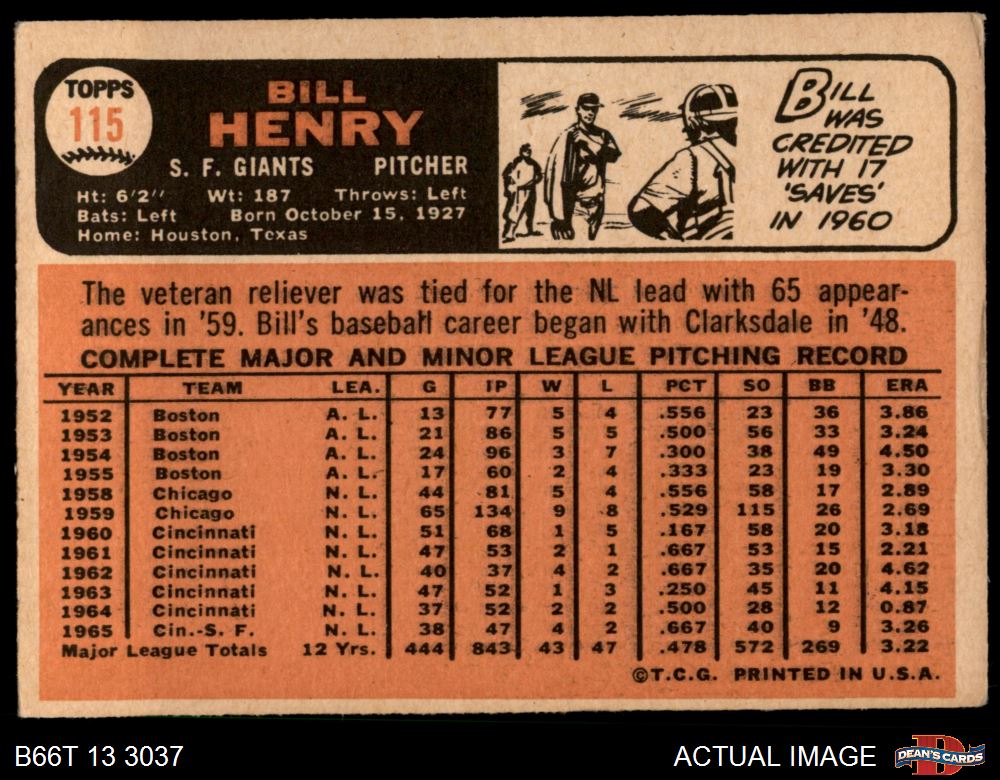 TOPPS
115
BILL
HENRY
S. F. GIANTS PITCHER
Ht: 6'2" Wt: 187 Throws: Left
Bats: Left Born October 15, 1927
Home: Houston, Texas
BILL
WAS
CREDITED
WITH 17
'SAVES'
IN 1960
The veteran reliever was tied for the NL lead with 65 appear-
ances in '59. Bill's baseball career began with Clarksdale in '48.
COMPLETE MAJOR AND MINOR LEAGUE PITCHING RECORD
YEAR TEAM LEA. G IP W L PCT SO BB ERA
1952 Boston A. L. 13 77 5 4 .556 23 36 3.86
1953 Boston A. L. 21 86 5 5 .500 56 33 3.24
1954 Boston A. L. 24 96 3 7 .300 38 49 4.50
1955 Boston A. L. 17 60 2 4 .333 23 19 3.30
1958 Chicago N. L. 44 81 5 4 .556 58 17 2.89
1959 Chicago N. L. 65 134 9 8 .529 115 26 2.69
1960 Cincinnati N. L. 51 68 1 5 .167 58 20 3.18
1961 Cincinnati N. L. 47 53 2 1 .667 53 15 2.21
1962 Cincinnati N. L. 40 37 4 2 .667 35 20 4.62
1963 Cincinnati N. L. 47 52 1 3 .250 45 11 4.15
1964 Cincinnati N. L. 37 52 2 2 .500 28 12 0.87
1965 Cin.-S. F. N. L. 38 47 4 2 .667 40 9 3.26
Major League Totals 12 Yrs. 444 843 43 47 .478 572 269 3.22
©T.C.G. PRINTED IN U.S.A.
B66T 13 3037 ACTUAL IMAGE DEAN'S CARDS